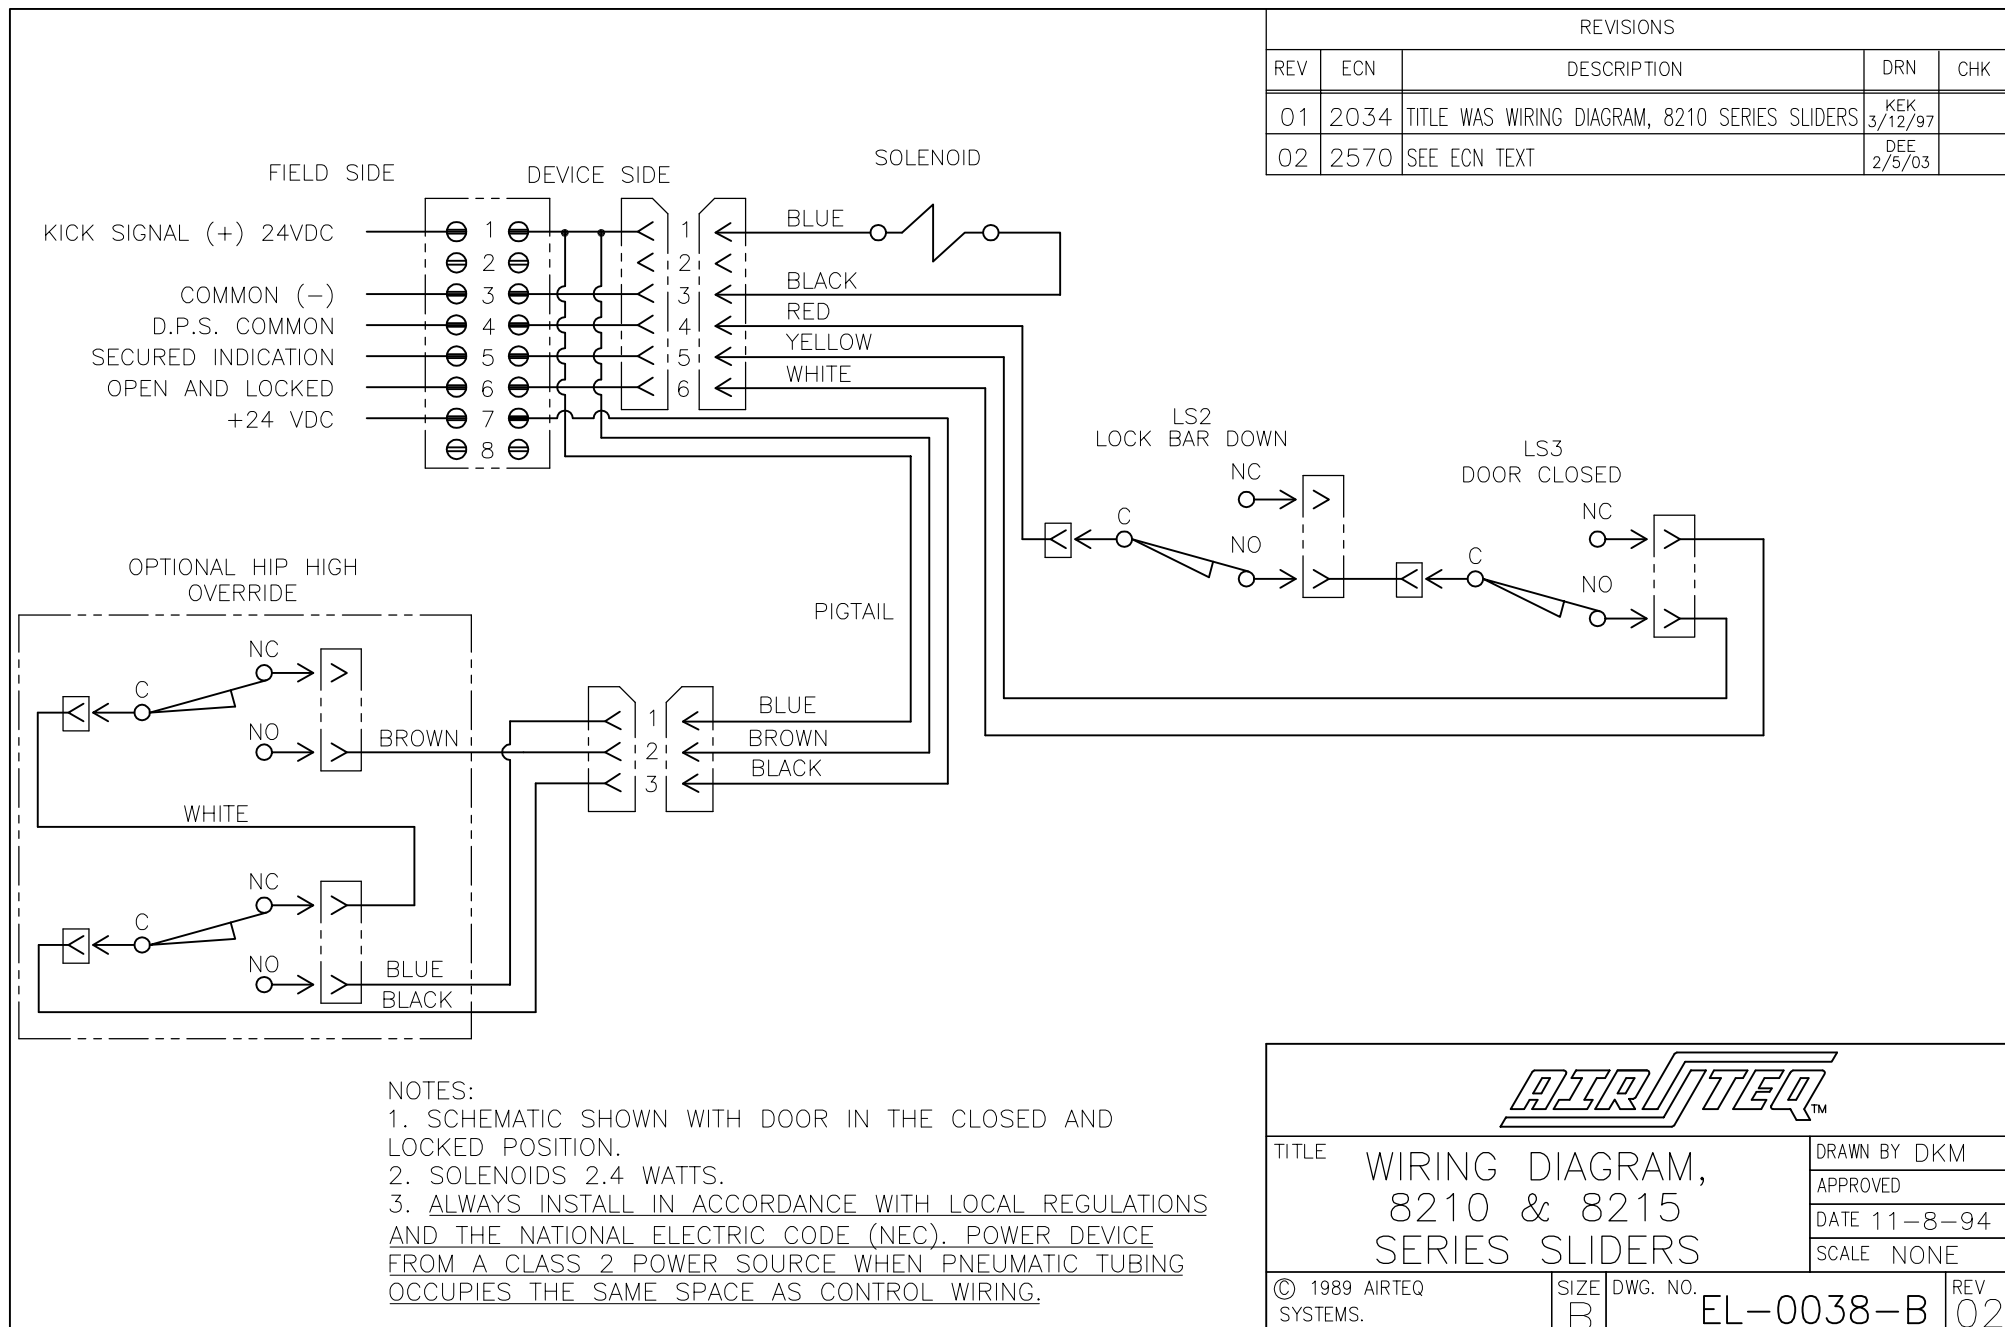 REVISIONS
REV ECN DESCRIPTION DRN CHK
01 2034 TITLE WAS WIRING DIAGRAM, 8210 SERIES SLIDERS KEK 3/12/97
02 2570 SEE ECN TEXT DEE 2/5/03
FIELD SIDE
DEVICE SIDE
SOLENOID
KICK SIGNAL (+) 24VDC 1 1 BLUE
2 2
COMMON (−) 3 3 BLACK
D.P.S. COMMON 4 4 RED
SECURED INDICATION 5 5 YELLOW
OPEN AND LOCKED 6 6 WHITE
+24 VDC 7
8
LS2
LOCK BAR DOWN
NC
C
NO
LS3
DOOR CLOSED
NC
C
NO
OPTIONAL HIP HIGH
OVERRIDE
PIGTAIL
NC
C
NO
BROWN
WHITE
1 BLUE
2 BROWN
3 BLACK
NC
C
NO
BLUE
BLACK
NOTES:
1. SCHEMATIC SHOWN WITH DOOR IN THE CLOSED AND
LOCKED POSITION.
2. SOLENOIDS 2.4 WATTS.
3. ALWAYS INSTALL IN ACCORDANCE WITH LOCAL REGULATIONS
AND THE NATIONAL ELECTRIC CODE (NEC). POWER DEVICE
FROM A CLASS 2 POWER SOURCE WHEN PNEUMATIC TUBING
OCCUPIES THE SAME SPACE AS CONTROL WIRING.
AIRTEQ™
TITLE
WIRING DIAGRAM,
8210 & 8215
SERIES SLIDERS
DRAWN BY DKM
APPROVED
DATE 11−8−94
SCALE NONE
© 1989 AIRTEQ
SYSTEMS.
SIZE
B
DWG. NO.
EL−0038−B
REV
02